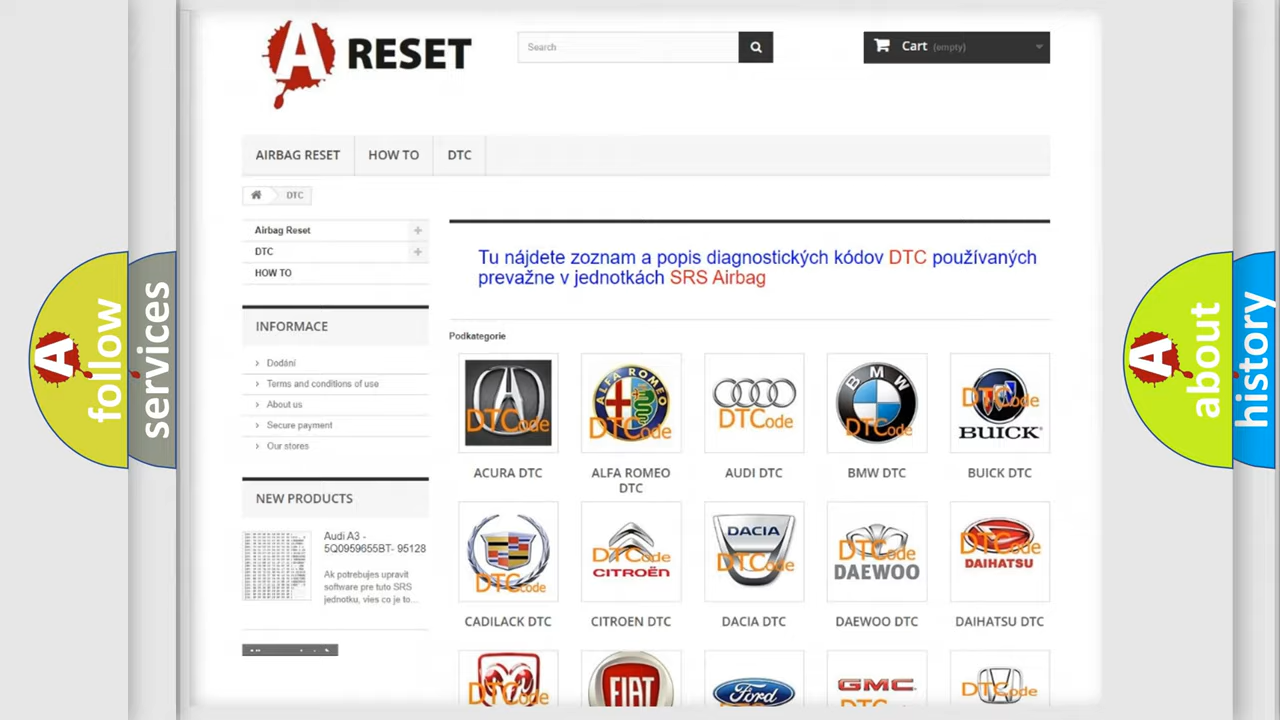 A RESET
Search
Cart (empty)
AIRBAG RESET
HOW TO
DTC
DTC
Airbag Reset
DTC
HOW TO
INFORMACE
Dodání
Terms and conditions of use
About us
Secure payment
Our stores
NEW PRODUCTS
Audi A3 -
5Q0959655BT- 95128
Ak potrebujes upravit
software pre tuto SRS
jednotku, vies co je to...
Tu nájdete zoznam a popis diagnostických kódov DTC používaných
prevažne v jednotkách SRS Airbag
Podkategorie
DTCode
ALFA ROMEO
DTCode
DTCode
BMW
DTCode
DTCode
BUICK
ACURA DTC
ALFA ROMEO
DTC
AUDI DTC
BMW DTC
BUICK DTC
DTCode
DTCode
CITROËN
DACIA
DTCode
DTCode
DAEWOO
DTCode
DAIHATSU
CADILACK DTC
CITROEN DTC
DACIA DTC
DAEWOO DTC
DAIHATSU DTC
DTCode
FIAT
Ford
GMC
DTCode
A follow
services
A about
history